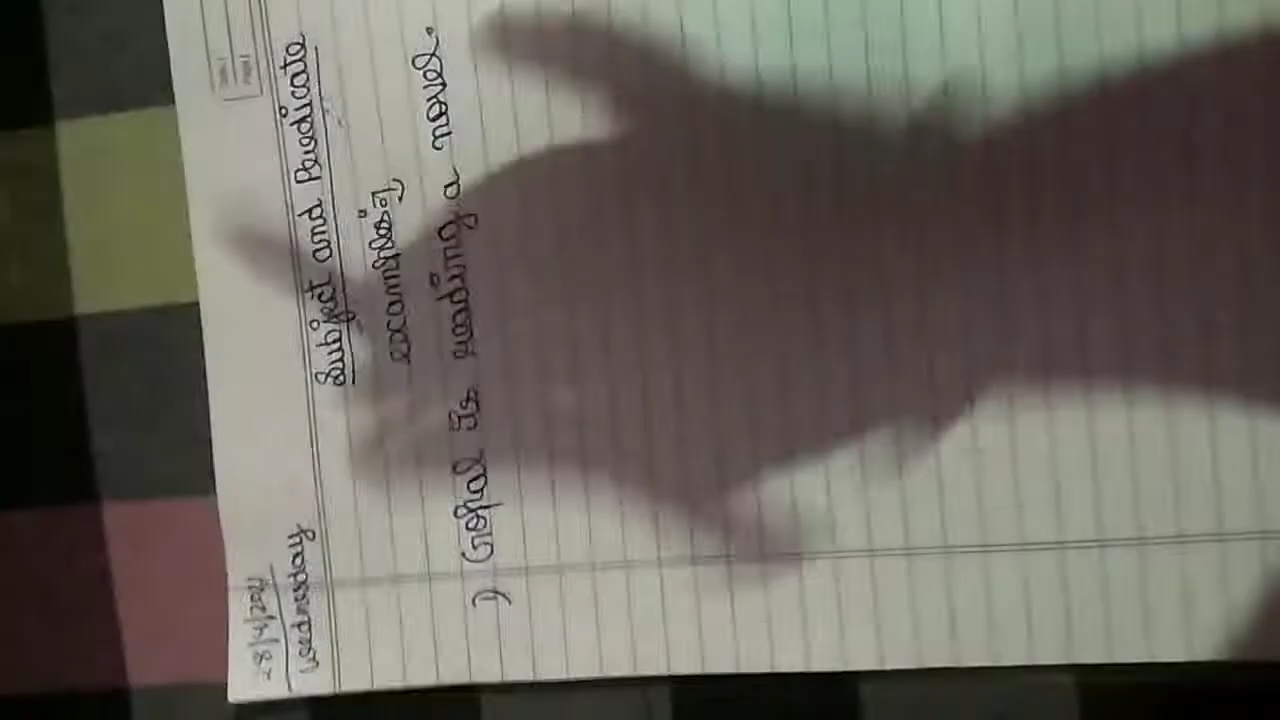 28/4/2021
Wednesday
Subject and Predicate
examples:-
1) Gopal Is reading a novel.